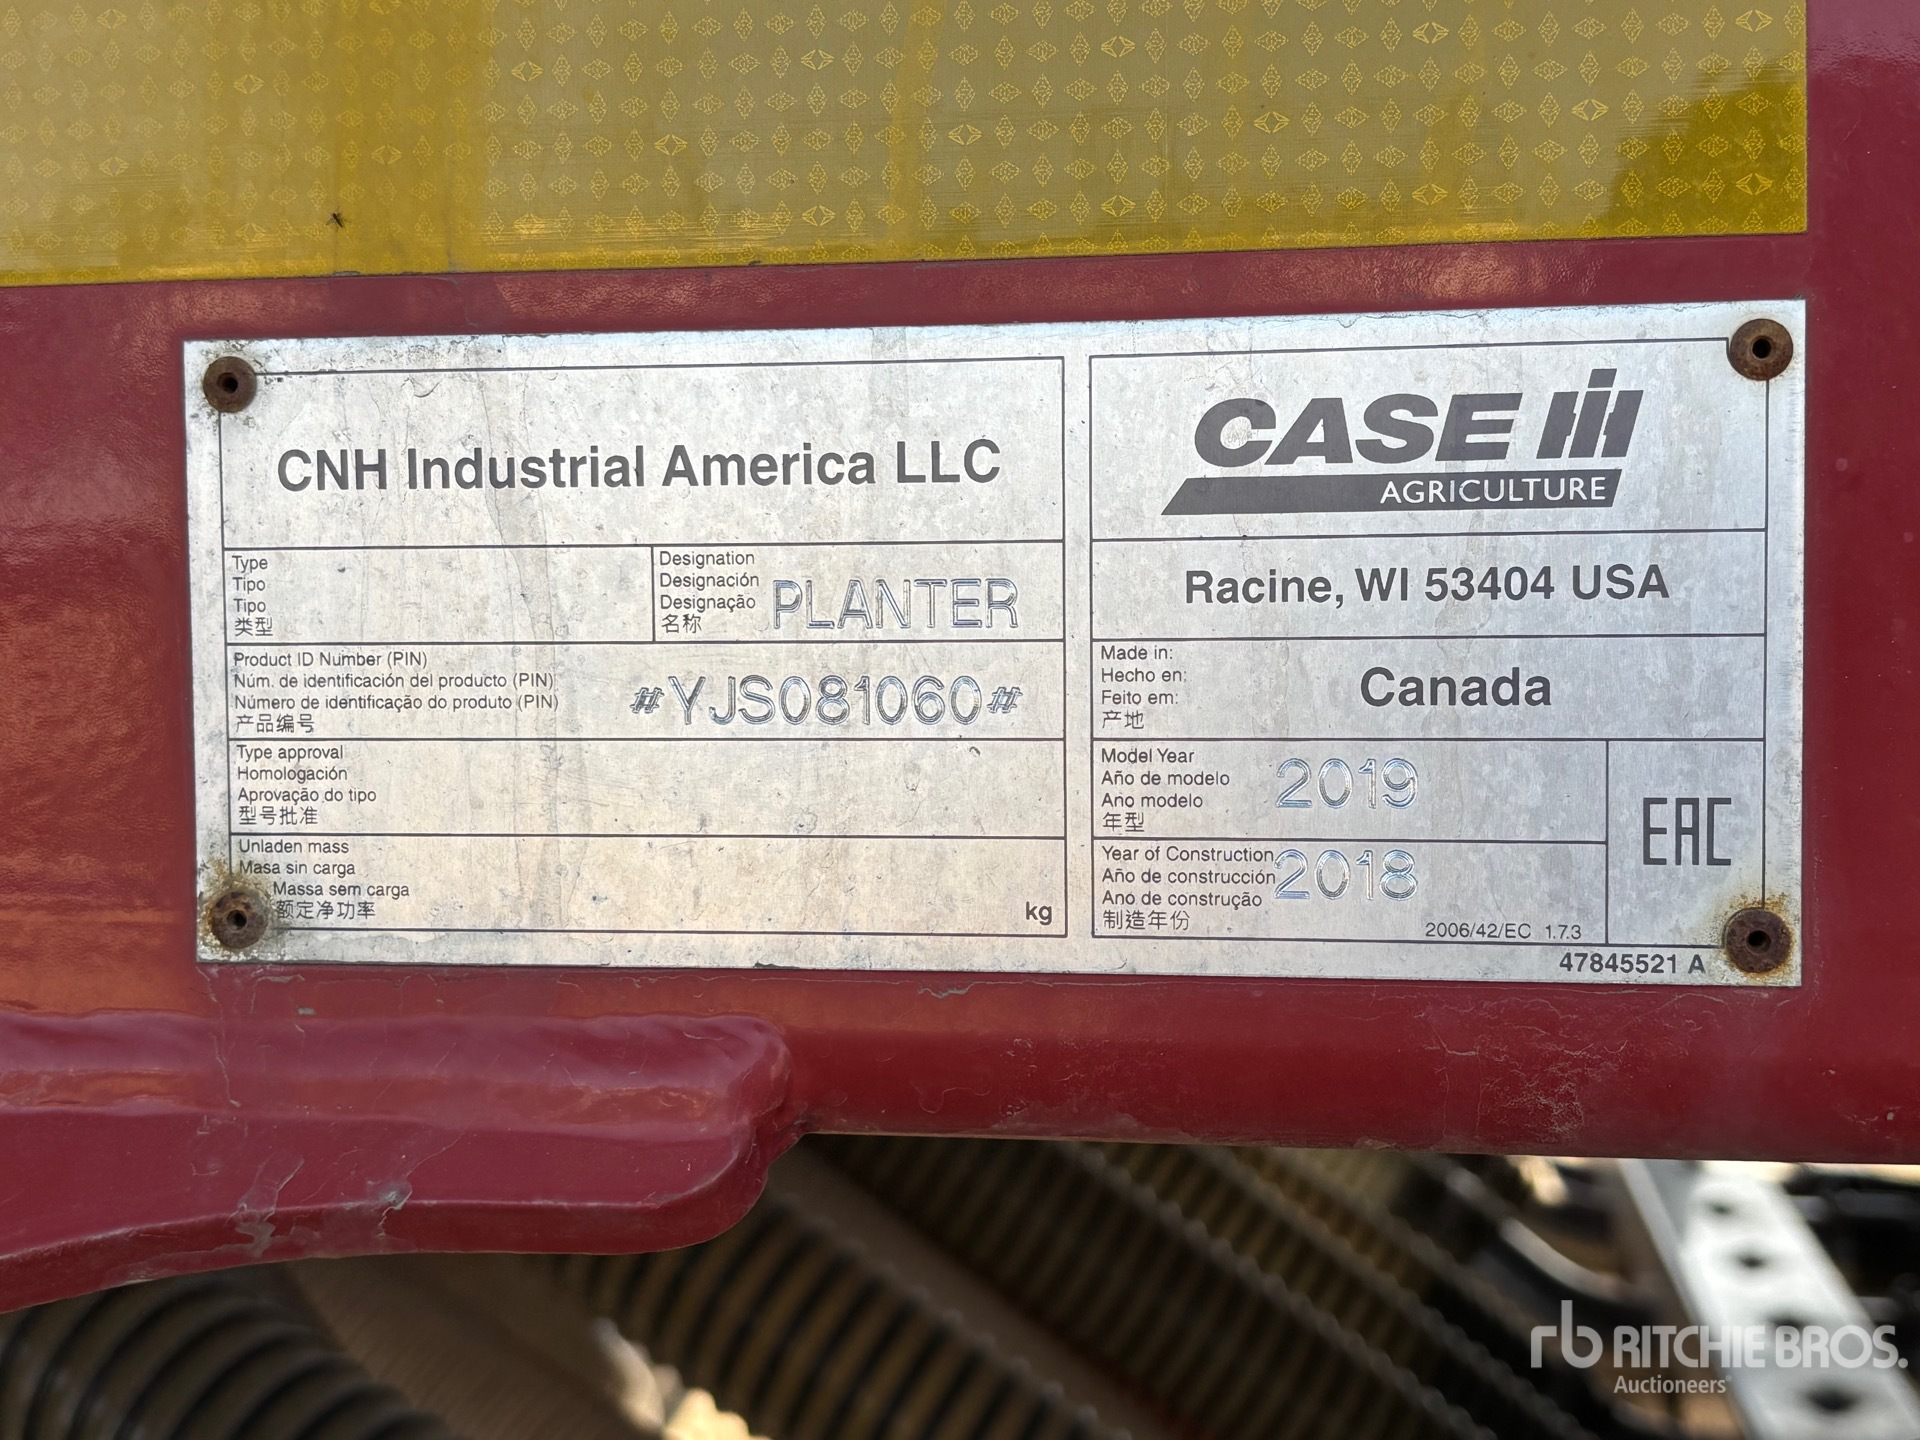 CNH Industrial America LLC
Type
Tipo
Tipo
类型
Designation
Designación
Designação
名称
PLANTER
Product ID Number (PIN)
Núm. de identificación del producto (PIN)
Número de identificação do produto (PIN)
产品编号
#YJS081060#
Type approval
Homologación
Aprovação do tipo
型号批准
Unladen mass
Masa sin carga
Massa sem carga
额定净功率
kg
CASE IH
AGRICULTURE
Racine, WI 53404 USA
Made in:
Hecho en:
Feito em:
产地
Canada
Model Year
Año de modelo
Ano modelo
年型
2019
Year of Construction
Año de construcción
Ano de construção
制造年份
2018
2006/42/EC 1.7.3
EAC
47845521 A
rb RITCHIE BROS.
Auctioneers